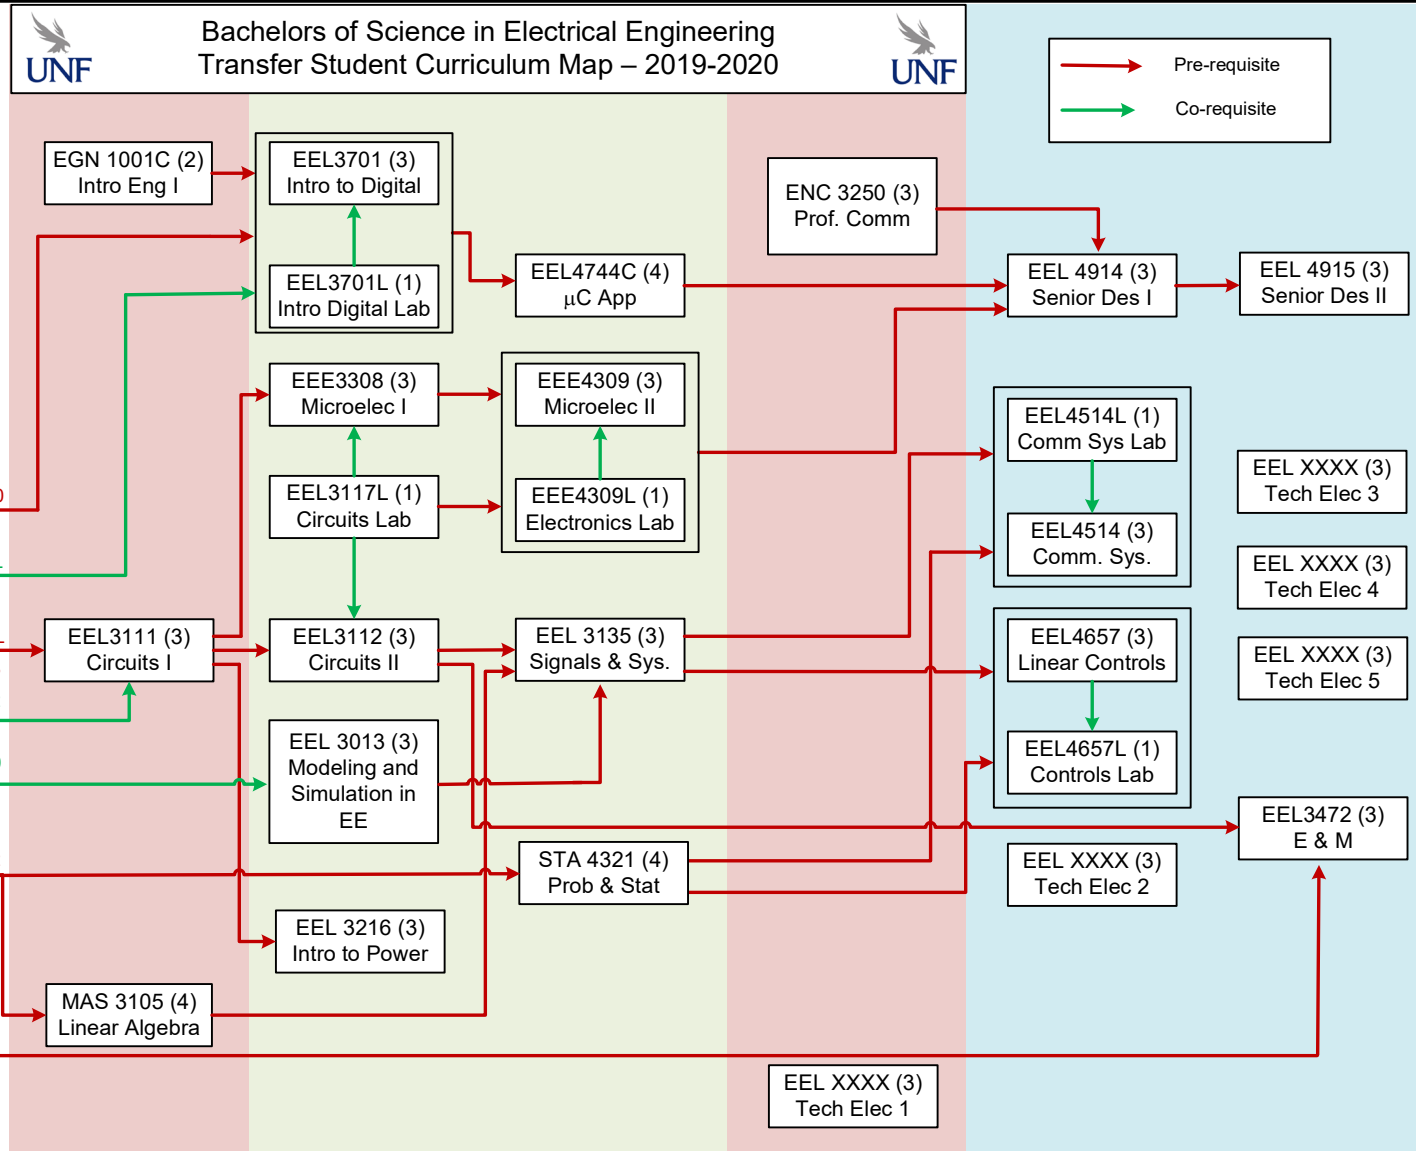 Bachelors of Science in Electrical Engineering
Transfer Student Curriculum Map – 2019-2020
UNF
UNF
Pre-requisite
Co-requisite
EGN 1001C (2)
Intro Eng I
EEL3701 (3)
Intro to Digital
EEL3701L (1)
Intro Digital Lab
EEL4744C (4)
μC App
ENC 3250 (3)
Prof. Comm
EEL 4914 (3)
Senior Des I
EEL 4915 (3)
Senior Des II
EEE3308 (3)
Microelec I
EEE4309 (3)
Microelec II
EEL3117L (1)
Circuits Lab
EEE4309L (1)
Electronics Lab
EEL4514L (1)
Comm Sys Lab
EEL4514 (3)
Comm. Sys.
EEL XXXX (3)
Tech Elec 3
EEL XXXX (3)
Tech Elec 4
EEL3111 (3)
Circuits I
EEL3112 (3)
Circuits II
EEL 3135 (3)
Signals & Sys.
EEL4657 (3)
Linear Controls
EEL4657L (1)
Controls Lab
EEL XXXX (3)
Tech Elec 5
EEL 3013 (3)
Modeling and
Simulation in
EE
EEL3472 (3)
E & M
STA 4321 (4)
Prob & Stat
EEL XXXX (3)
Tech Elec 2
EEL 3216 (3)
Intro to Power
MAS 3105 (4)
Linear Algebra
EEL XXXX (3)
Tech Elec 1